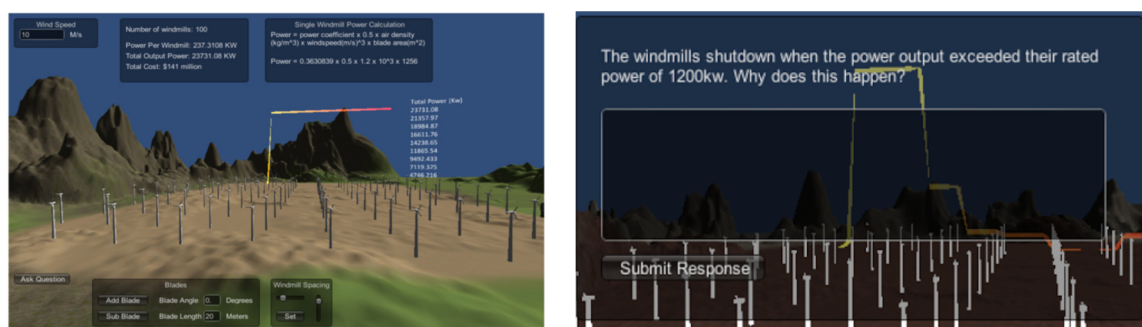 Wind Speed
10 M/s
Number of windmills: 100
Power Per Windmill: 237.3108 KW
Total Output Power: 23731.08 KW
Total Cost: $141 million
Single Windmill Power Calculation
Power = power coefficient x 0.5 x air density
(kg/m^3) x windspeed(m/s)^3 x blade area(m^2)
Power = 0.3630839 x 0.5 x 1.2 x 10^3 x 1256
Total Power (Kw)
23731.08
21357.97
18984.87
16611.76
14238.65
11865.54
9492.433
7119.325
4746.216
Ask Question
Blades
Add Blade Blade Angle 0. Degrees
Sub Blade Blade Length 20 Meters
Windmill Spacing
Set
The windmills shutdown when the power output exceeded their rated
power of 1200kw. Why does this happen?
Submit Response